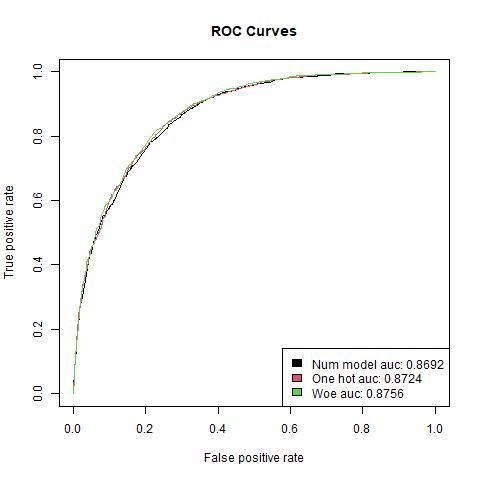 ROC Curves
True positive rate
1.0
0.8
0.6
0.4
0.2
0.0
Num model auc: 0.8692
One hot auc: 0.8724
Woe auc: 0.8756
0.0 0.2 0.4 0.6 0.8 1.0
False positive rate